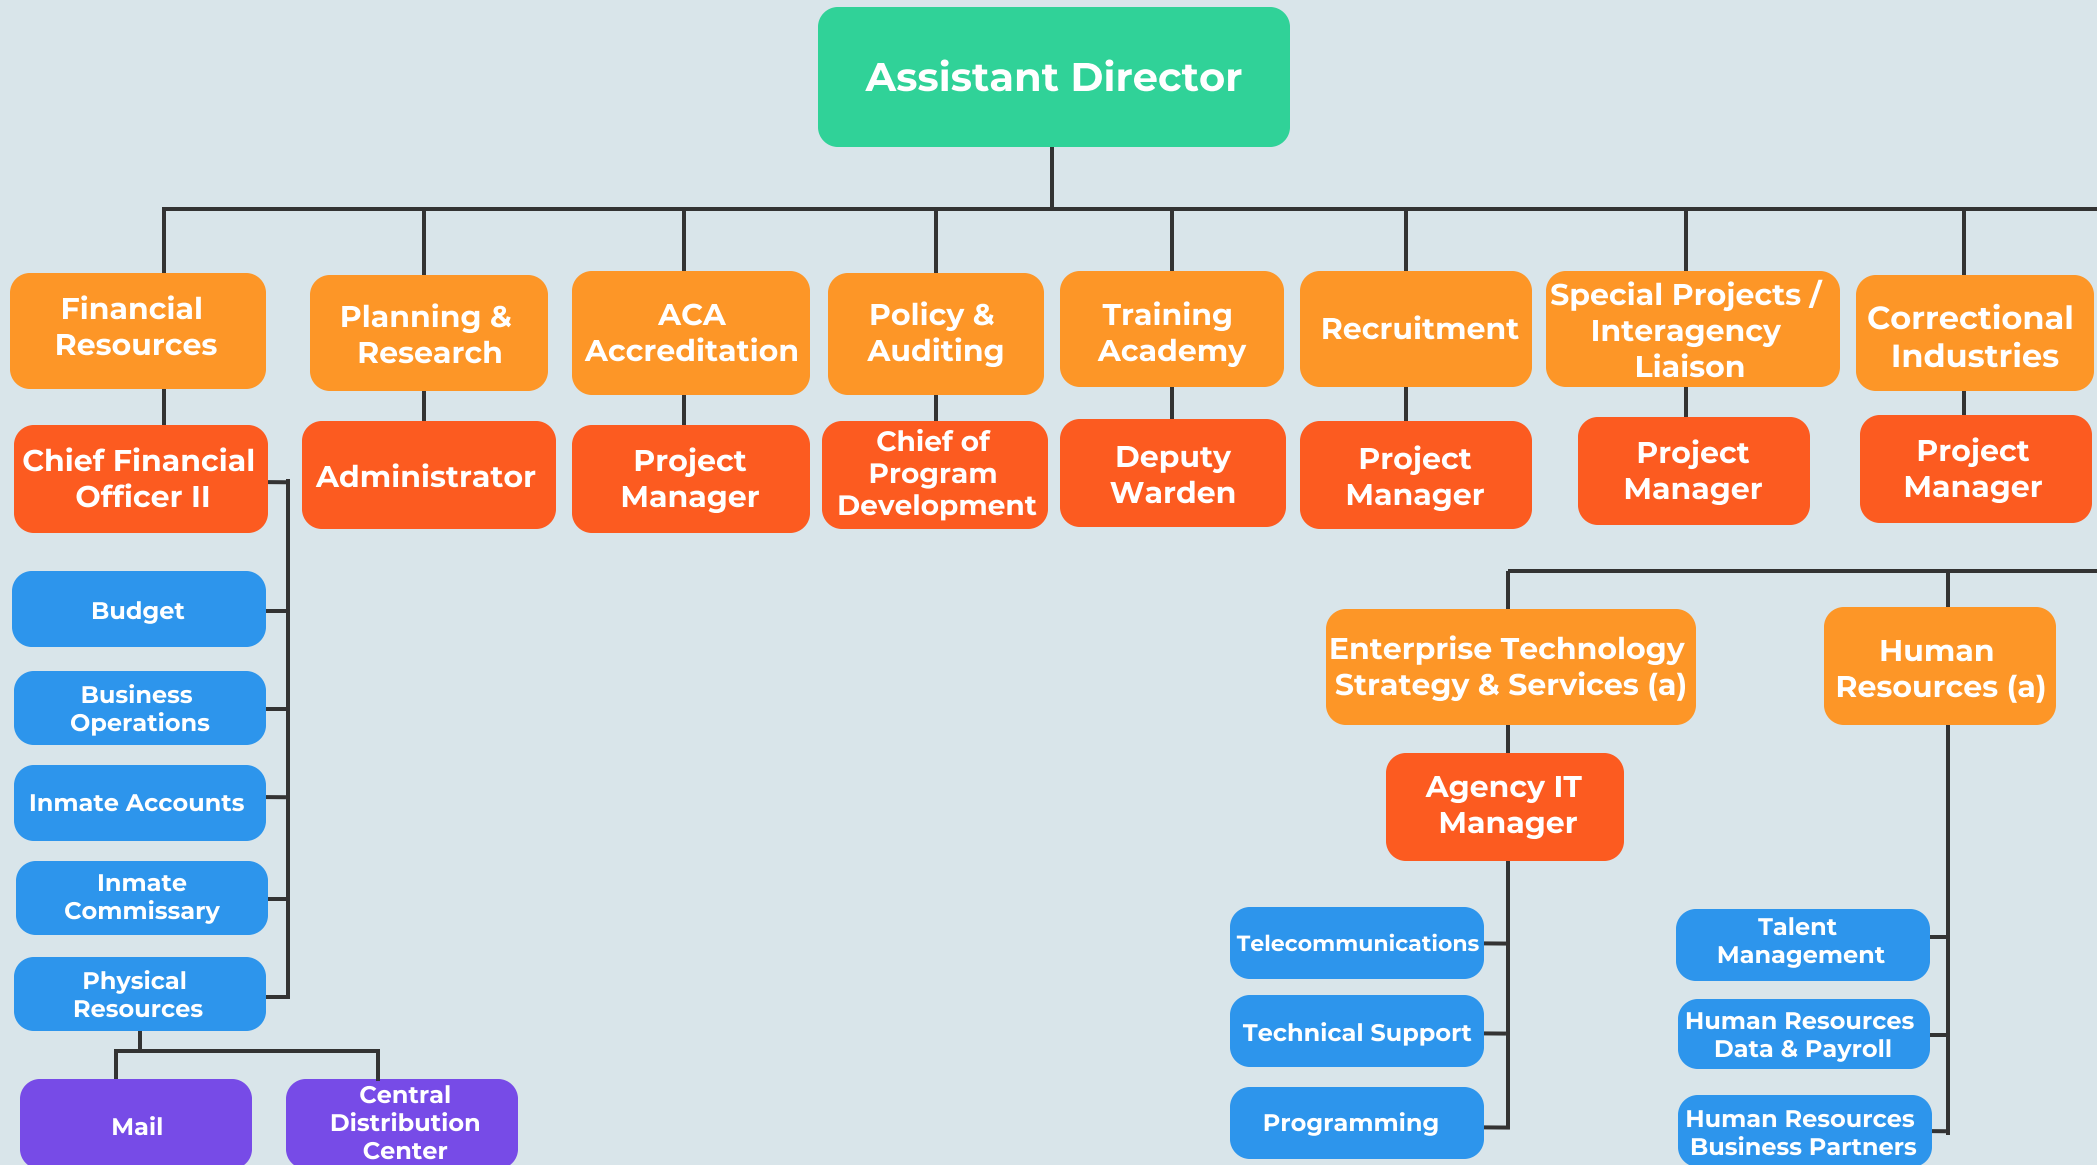 Assistant Director
Financial
Resources
Planning &
Research
ACA
Accreditation
Policy &
Auditing
Training
Academy
Recruitment
Special Projects /
Interagency
Liaison
Correctional
Industries
Chief Financial
Officer II
Administrator
Project
Manager
Chief of
Program
Development
Deputy
Warden
Project
Manager
Project
Manager
Project
Manager
Budget
Business
Operations
Inmate Accounts
Inmate
Commissary
Physical
Resources
Mail
Central
Distribution
Center
Enterprise Technology
Strategy & Services (a)
Agency IT
Manager
Telecommunications
Technical Support
Programming
Human
Resources (a)
Talent
Management
Human Resources
Data & Payroll
Human Resources
Business Partners